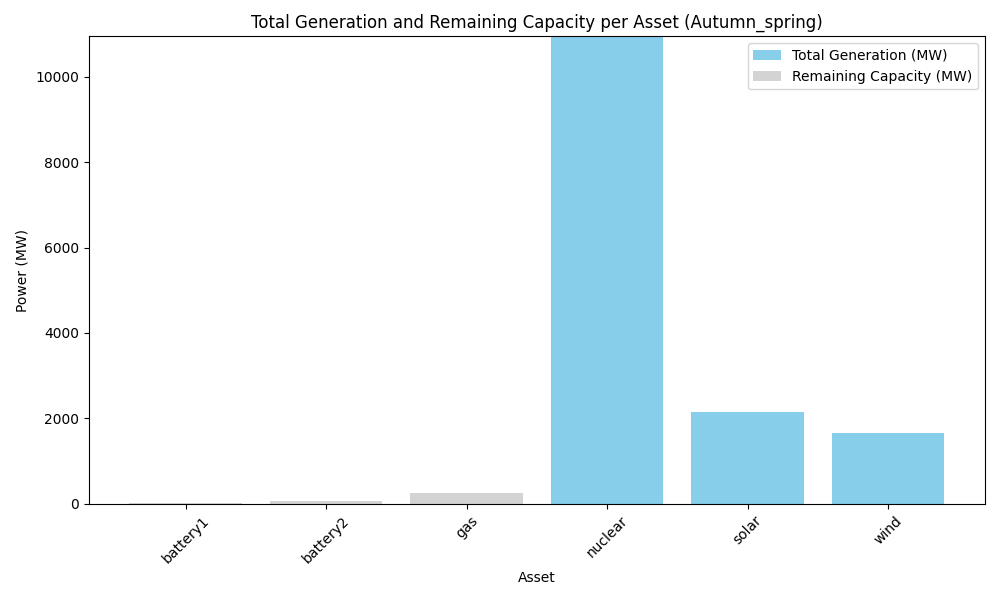 Total Generation and Remaining Capacity per Asset (Autumn_spring)
Total Generation (MW)
Remaining Capacity (MW)
Power (MW)
10000
8000
6000
4000
2000
0
battery1
battery2
gas
nuclear
solar
wind
Asset